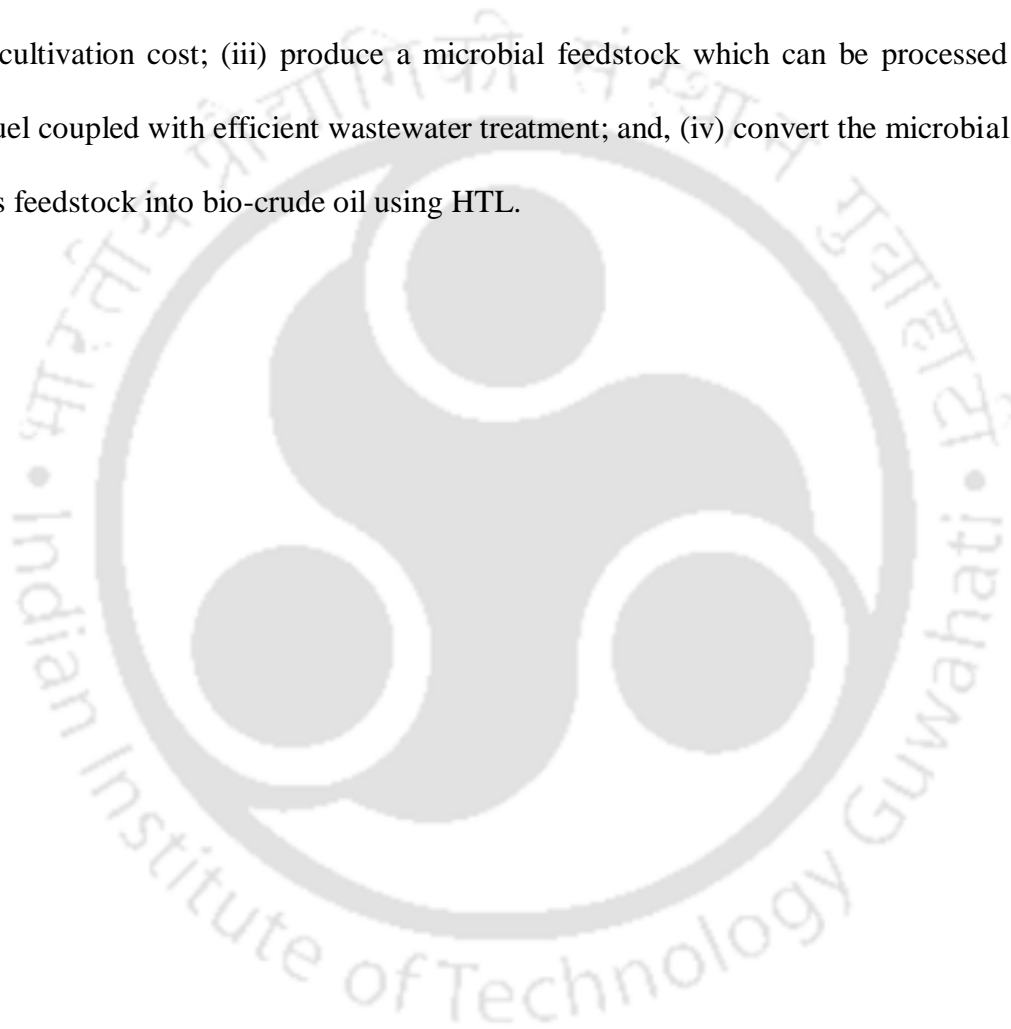 cultivation cost; (iii) produce a microbial feedstock which can be processed
uel coupled with efficient wastewater treatment; and, (iv) convert the microbial
s feedstock into bio-crude oil using HTL.
भारतीय प्रौद्योगिकी संस्थान गुवाहाटी
Indian Institute of Technology Guwahati